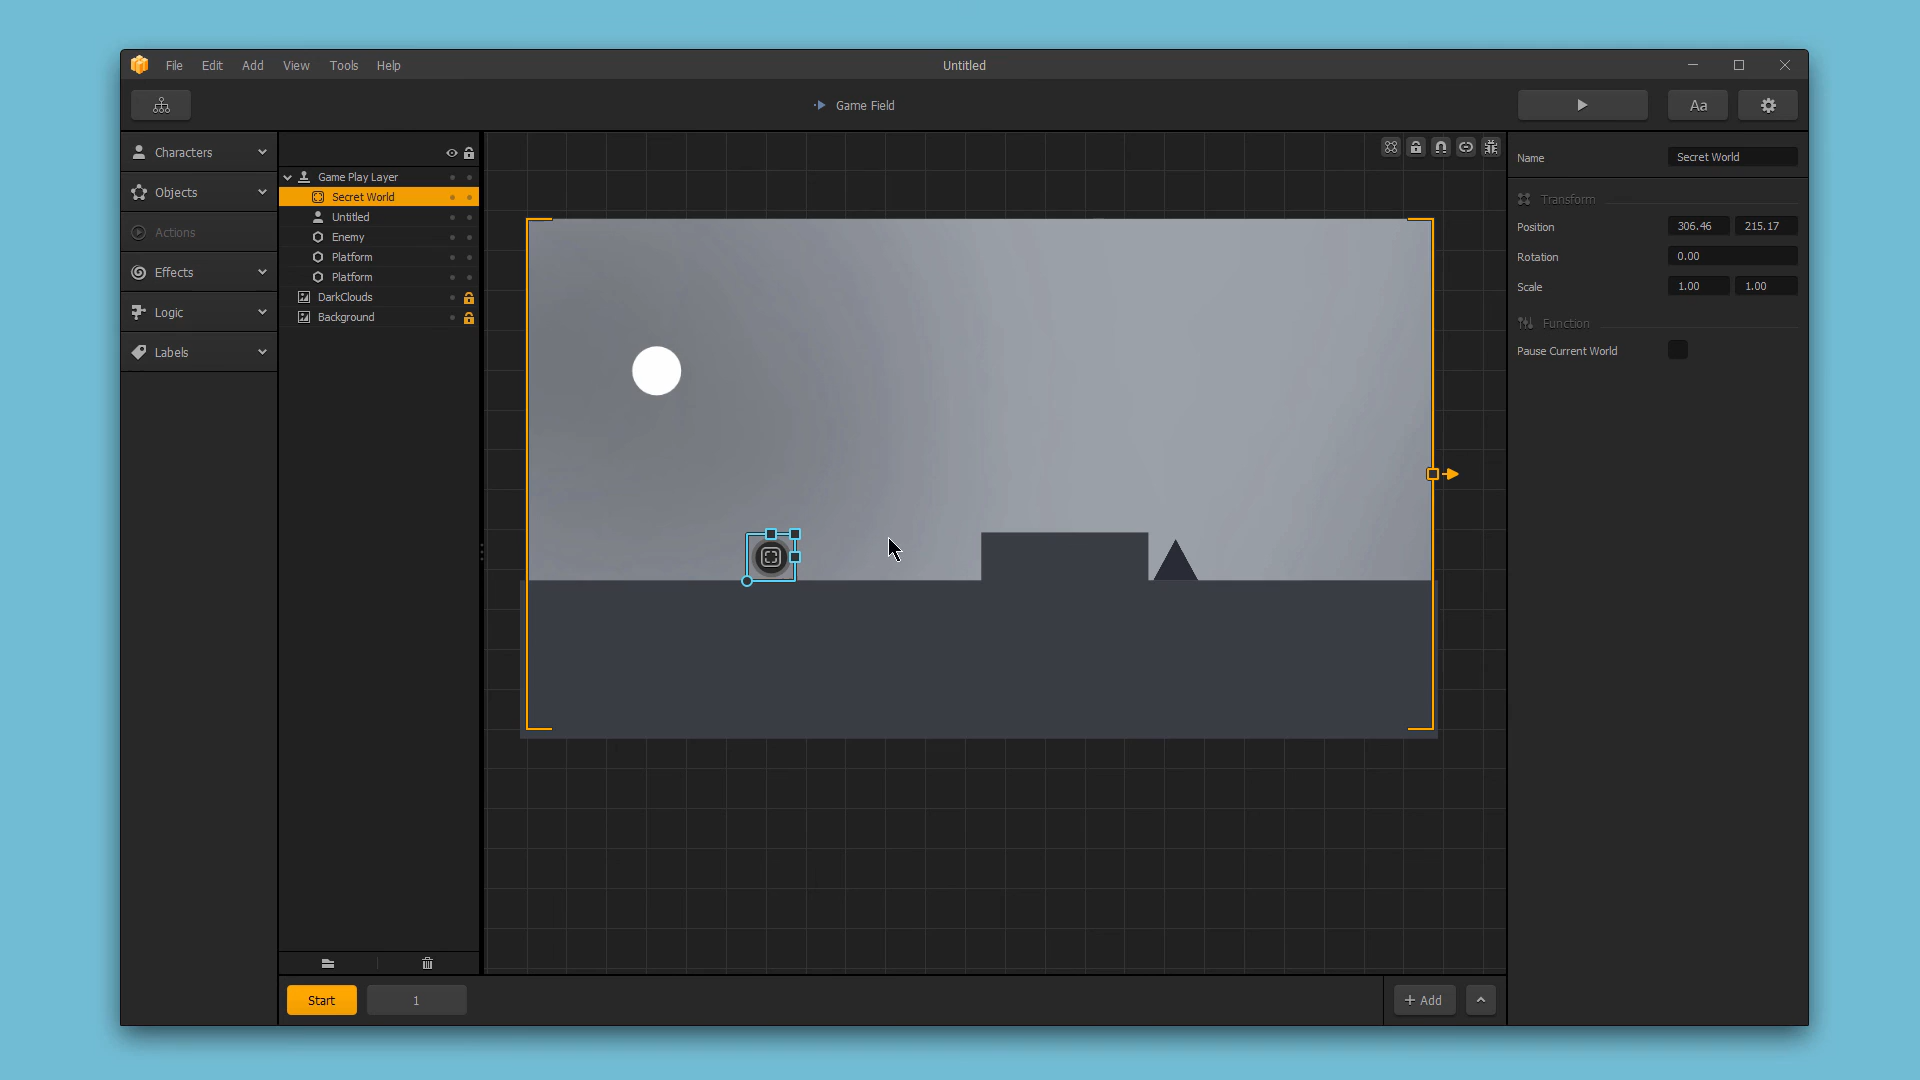 File Edit Add View Tools Help
Untitled
Game Field
Aa
Characters
Objects
Actions
Effects
Logic
Labels
Game Play Layer
Secret World
Untitled
Enemy
Platform
Platform
DarkClouds
Background
Name Secret World
Transform
Position 306.46 215.17
Rotation 0.00
Scale 1.00 1.00
Function
Pause Current World
Start 1
+ Add